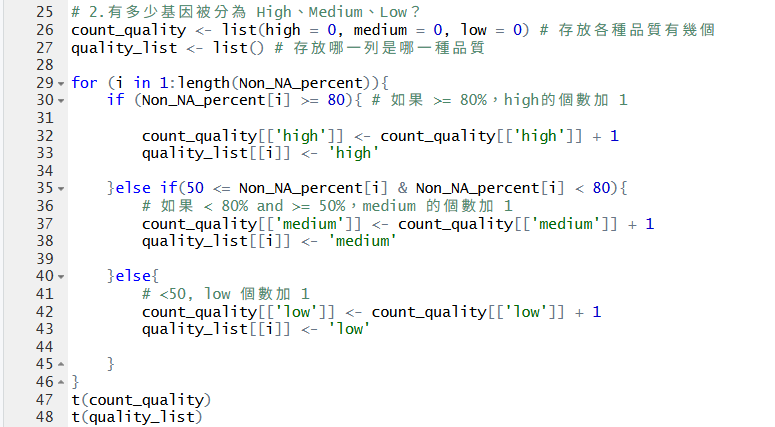 25 # 2.有多少基因被分為 High、Medium、Low？
26 count_quality <- list(high = 0, medium = 0, low = 0) # 存放各種品質有幾個
27 quality_list <- list() # 存放哪一列是哪一種品質
28
29 for (i in 1:length(Non_NA_percent)){
30     if (Non_NA_percent[i] >= 80){ # 如果 >= 80%，high的個數加 1
31
32         count_quality[['high']] <- count_quality[['high']] + 1
33         quality_list[[i]] <- 'high'
34
35     }else if(50 <= Non_NA_percent[i] & Non_NA_percent[i] < 80){
36         # 如果 < 80% and >= 50%，medium 的個數加 1
37         count_quality[['medium']] <- count_quality[['medium']] + 1
38         quality_list[[i]] <- 'medium'
39
40     }else{
41         # <50, low 個數加 1
42         count_quality[['low']] <- count_quality[['low']] + 1
43         quality_list[[i]] <- 'low'
44
45     }
46 }
47 t(count_quality)
48 t(quality_list)